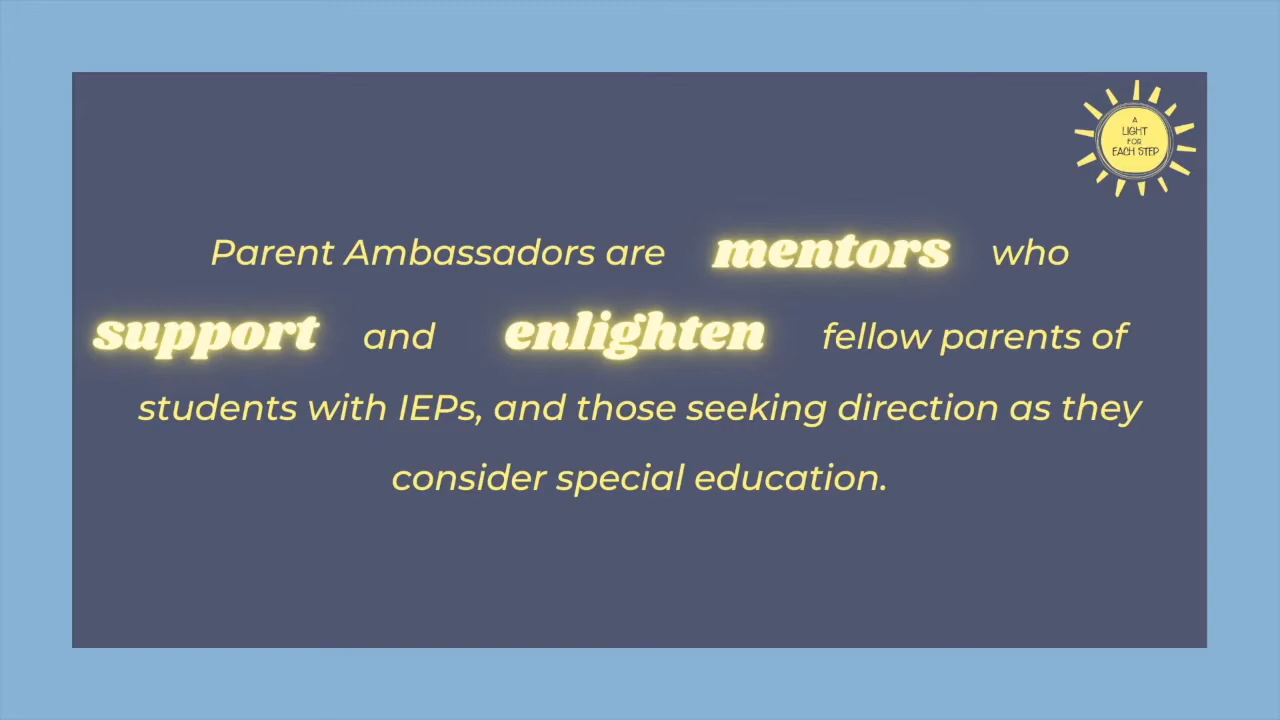 A
LIGHT
FOR
EACH STEP
Parent Ambassadors are mentors who
support and enlighten fellow parents of
students with IEPs, and those seeking direction as they
consider special education.